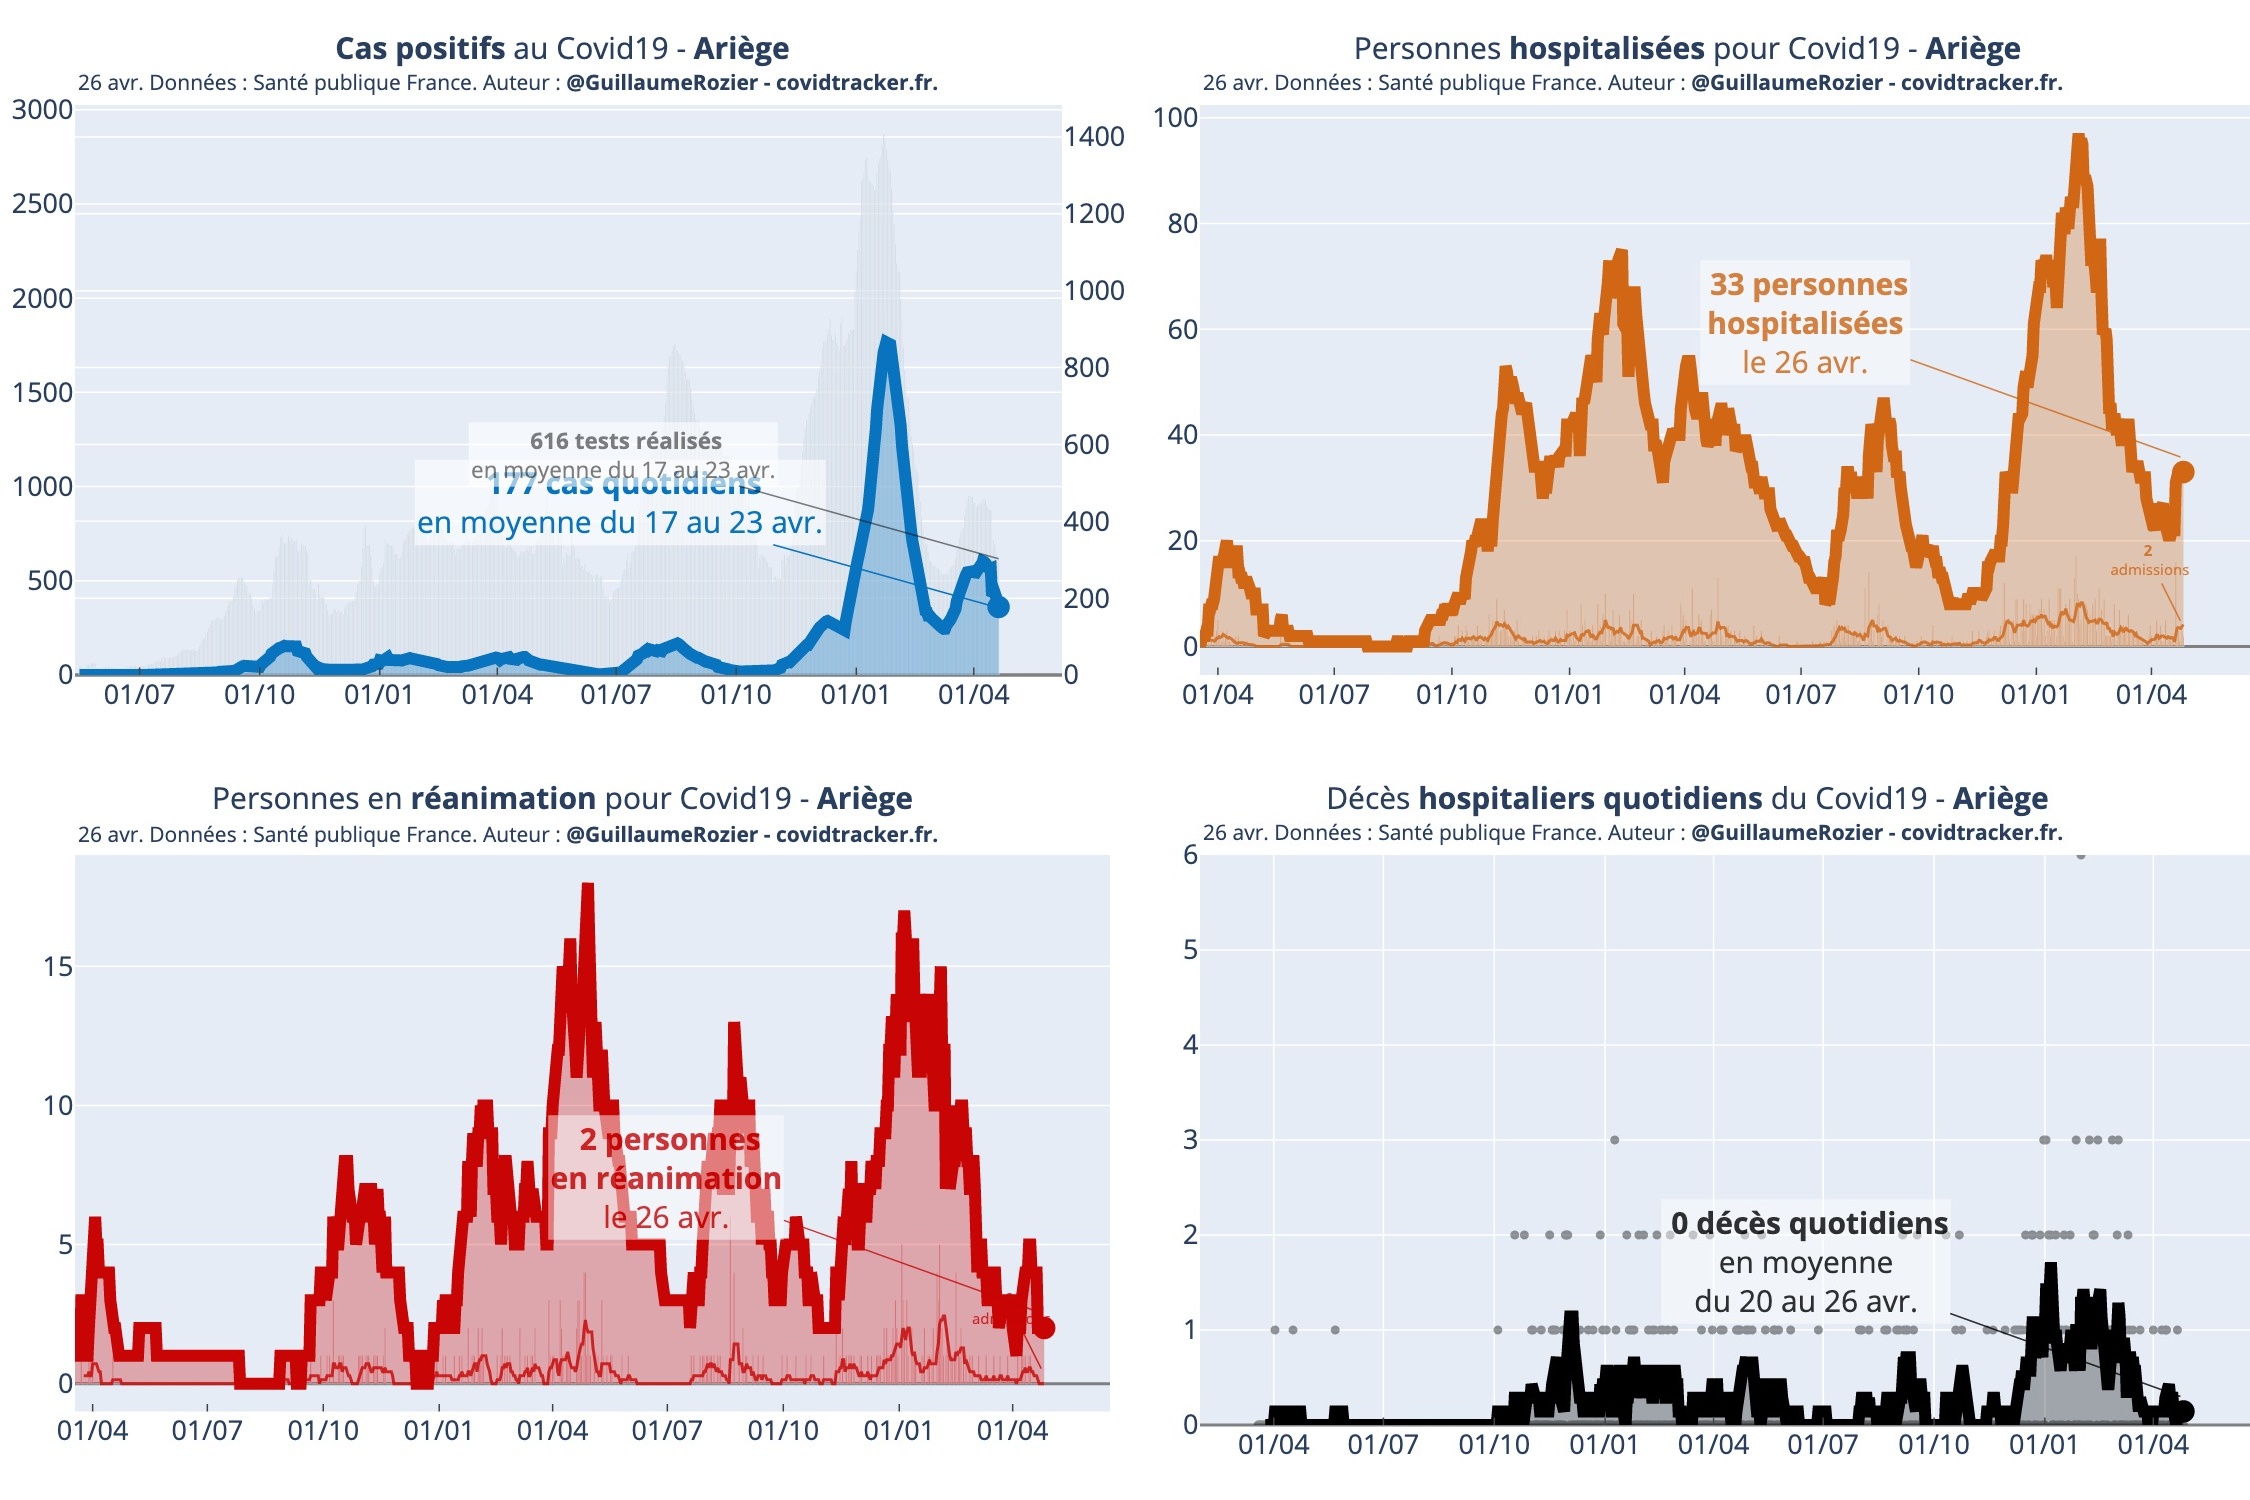 Cas positifs au Covid19 - Ariège
26 avr. Données : Santé publique France. Auteur : @GuillaumeRozier - covidtracker.fr.
3000
2500
2000
1500
1000
500
0
1400
1200
1000
800
600
400
200
0
616 tests réalisés
en moyenne du 17 au 23 avr.
177 cas quotidiens
en moyenne du 17 au 23 avr.
01/07 01/10 01/01 01/04 01/07 01/10 01/01 01/04
Personnes hospitalisées pour Covid19 - Ariège
26 avr. Données : Santé publique France. Auteur : @GuillaumeRozier - covidtracker.fr.
100
80
60
40
20
0
33 personnes
hospitalisées
le 26 avr.
2
admissions
01/04 01/07 01/10 01/01 01/04 01/07 01/10 01/01 01/04
Personnes en réanimation pour Covid19 - Ariège
26 avr. Données : Santé publique France. Auteur : @GuillaumeRozier - covidtracker.fr.
15
10
5
0
2 personnes
en réanimation
le 26 avr.
01/04 01/07 01/10 01/01 01/04 01/07 01/10 01/01 01/04
Décès hospitaliers quotidiens du Covid19 - Ariège
26 avr. Données : Santé publique France. Auteur : @GuillaumeRozier - covidtracker.fr.
6
5
4
3
2
1
0
0 décès quotidiens
en moyenne
du 20 au 26 avr.
01/04 01/07 01/10 01/01 01/04 01/07 01/10 01/01 01/04